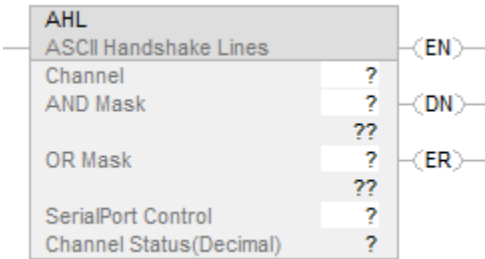 AHL
ASCII Handshake Lines
(EN)
Channel ?
AND Mask ?
(DN)
??
OR Mask ?
(ER)
??
SerialPort Control ?
Channel Status(Decimal) ?